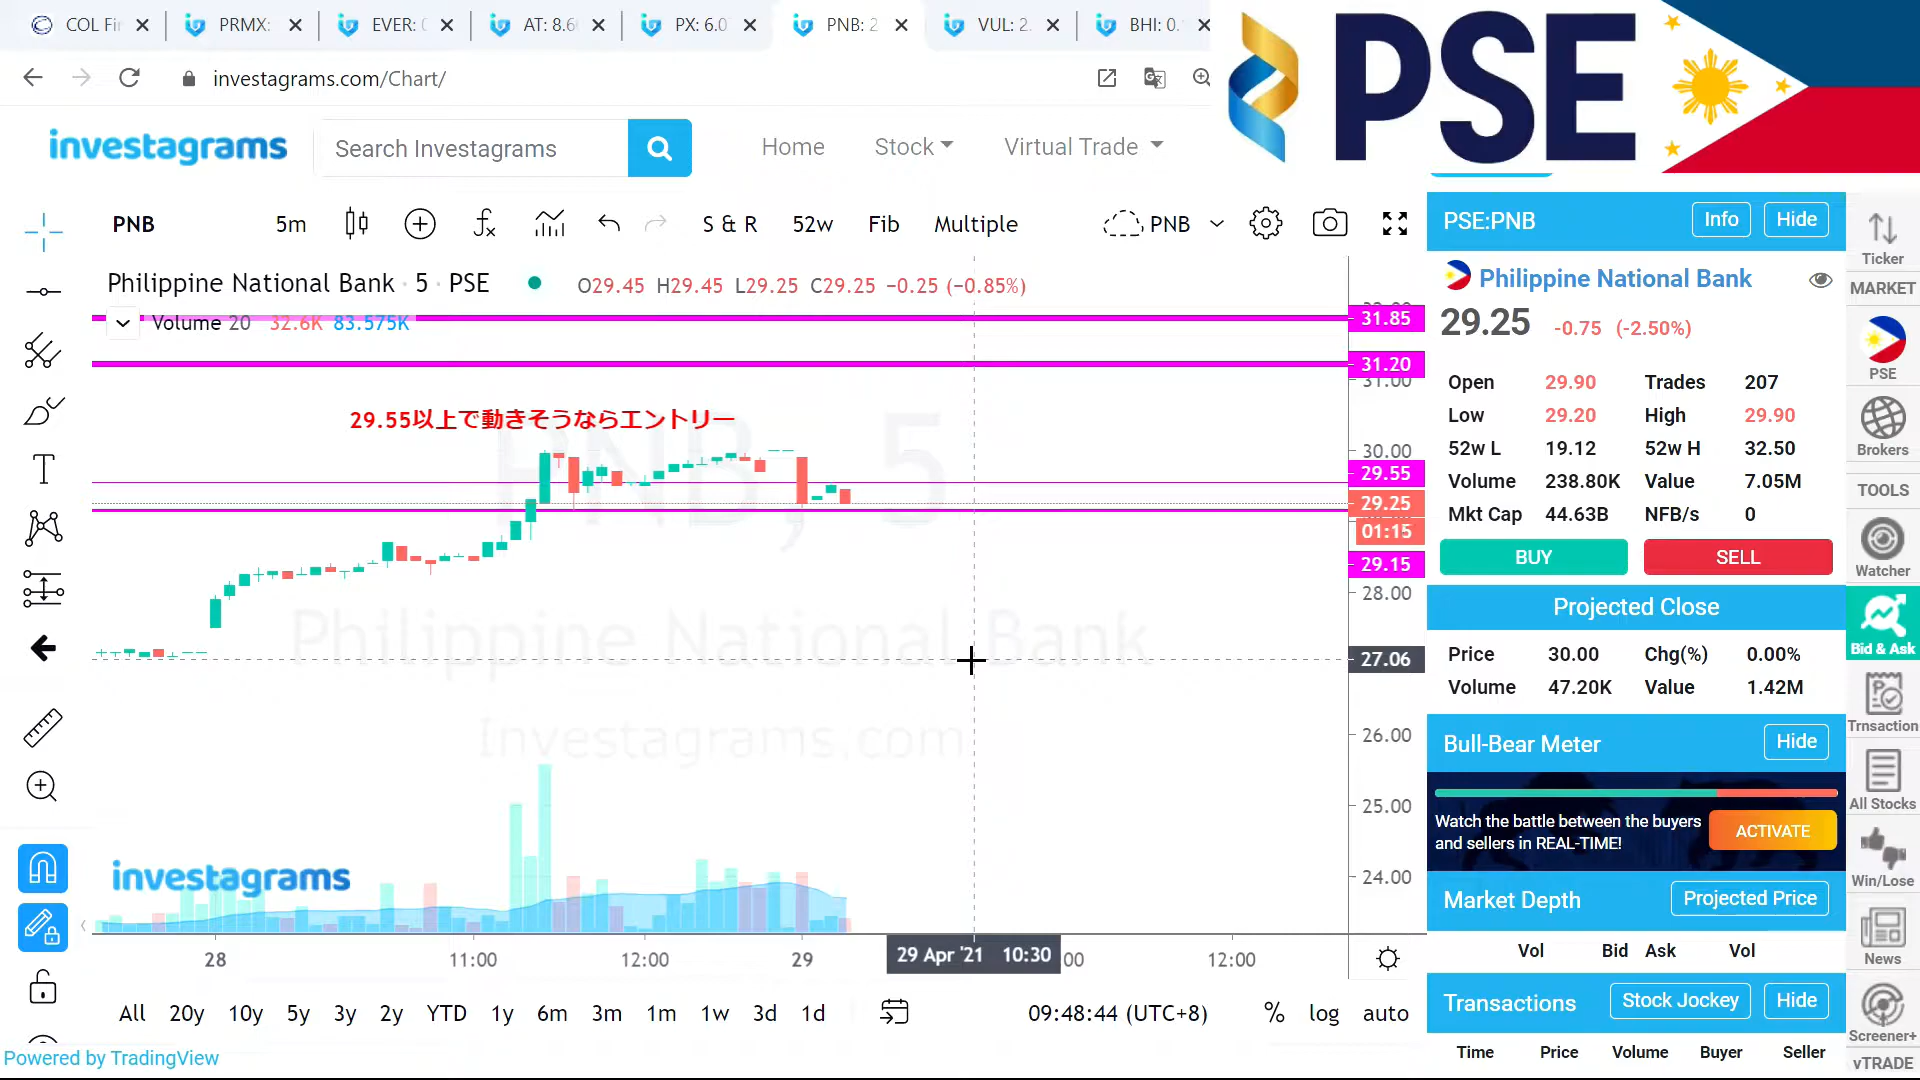 COL Fir
PRMX:
EVER: 0
AT: 8.6
PX: 6.0
PNB: 2
VUL: 2.
BHI: 0.
PSE
investagrams.com/Chart/
investagrams
Search Investagrams
Home
Stock
Virtual Trade
PNB
5m
S & R
52w
Fib
Multiple
PNB
Philippine National Bank · 5 · PSE
O29.45 H29.45 L29.25 C29.25 −0.25 (−0.85%)
Volume 20 32.6K 83.575K
29.55以上で動きそうならエントリー
PNB, 5
Philippine National Bank
Investagrams.com
31.85
31.20
31.00
30.00
29.55
29.25
01:15
29.15
28.00
27.06
26.00
25.00
24.00
investagrams
28
11:00
12:00
29
29 Apr '21 10:30
00
12:00
All 20y 10y 5y 3y 2y YTD 1y 6m 3m 1m 1w 3d 1d
09:48:44 (UTC+8)
% log auto
Powered by TradingView
PSE:PNB
Info
Hide
Philippine National Bank
29.25 -0.75 (-2.50%)
Open 29.90 Trades 207
Low 29.20 High 29.90
52w L 19.12 52w H 32.50
Volume 238.80K Value 7.05M
Mkt Cap 44.63B NFB/s 0
BUY
SELL
Projected Close
Price 30.00 Chg(%) 0.00%
Volume 47.20K Value 1.42M
Bull-Bear Meter
Hide
Watch the battle between the buyers
and sellers in REAL-TIME!
ACTIVATE
Market Depth
Projected Price
Vol Bid Ask Vol
Transactions
Stock Jockey
Hide
Time Price Volume Buyer Seller
Ticker
MARKET
PSE
Brokers
TOOLS
Watcher
Bid & Ask
Trnsaction
All Stocks
Win/Lose
News
Screener+
vTRADE